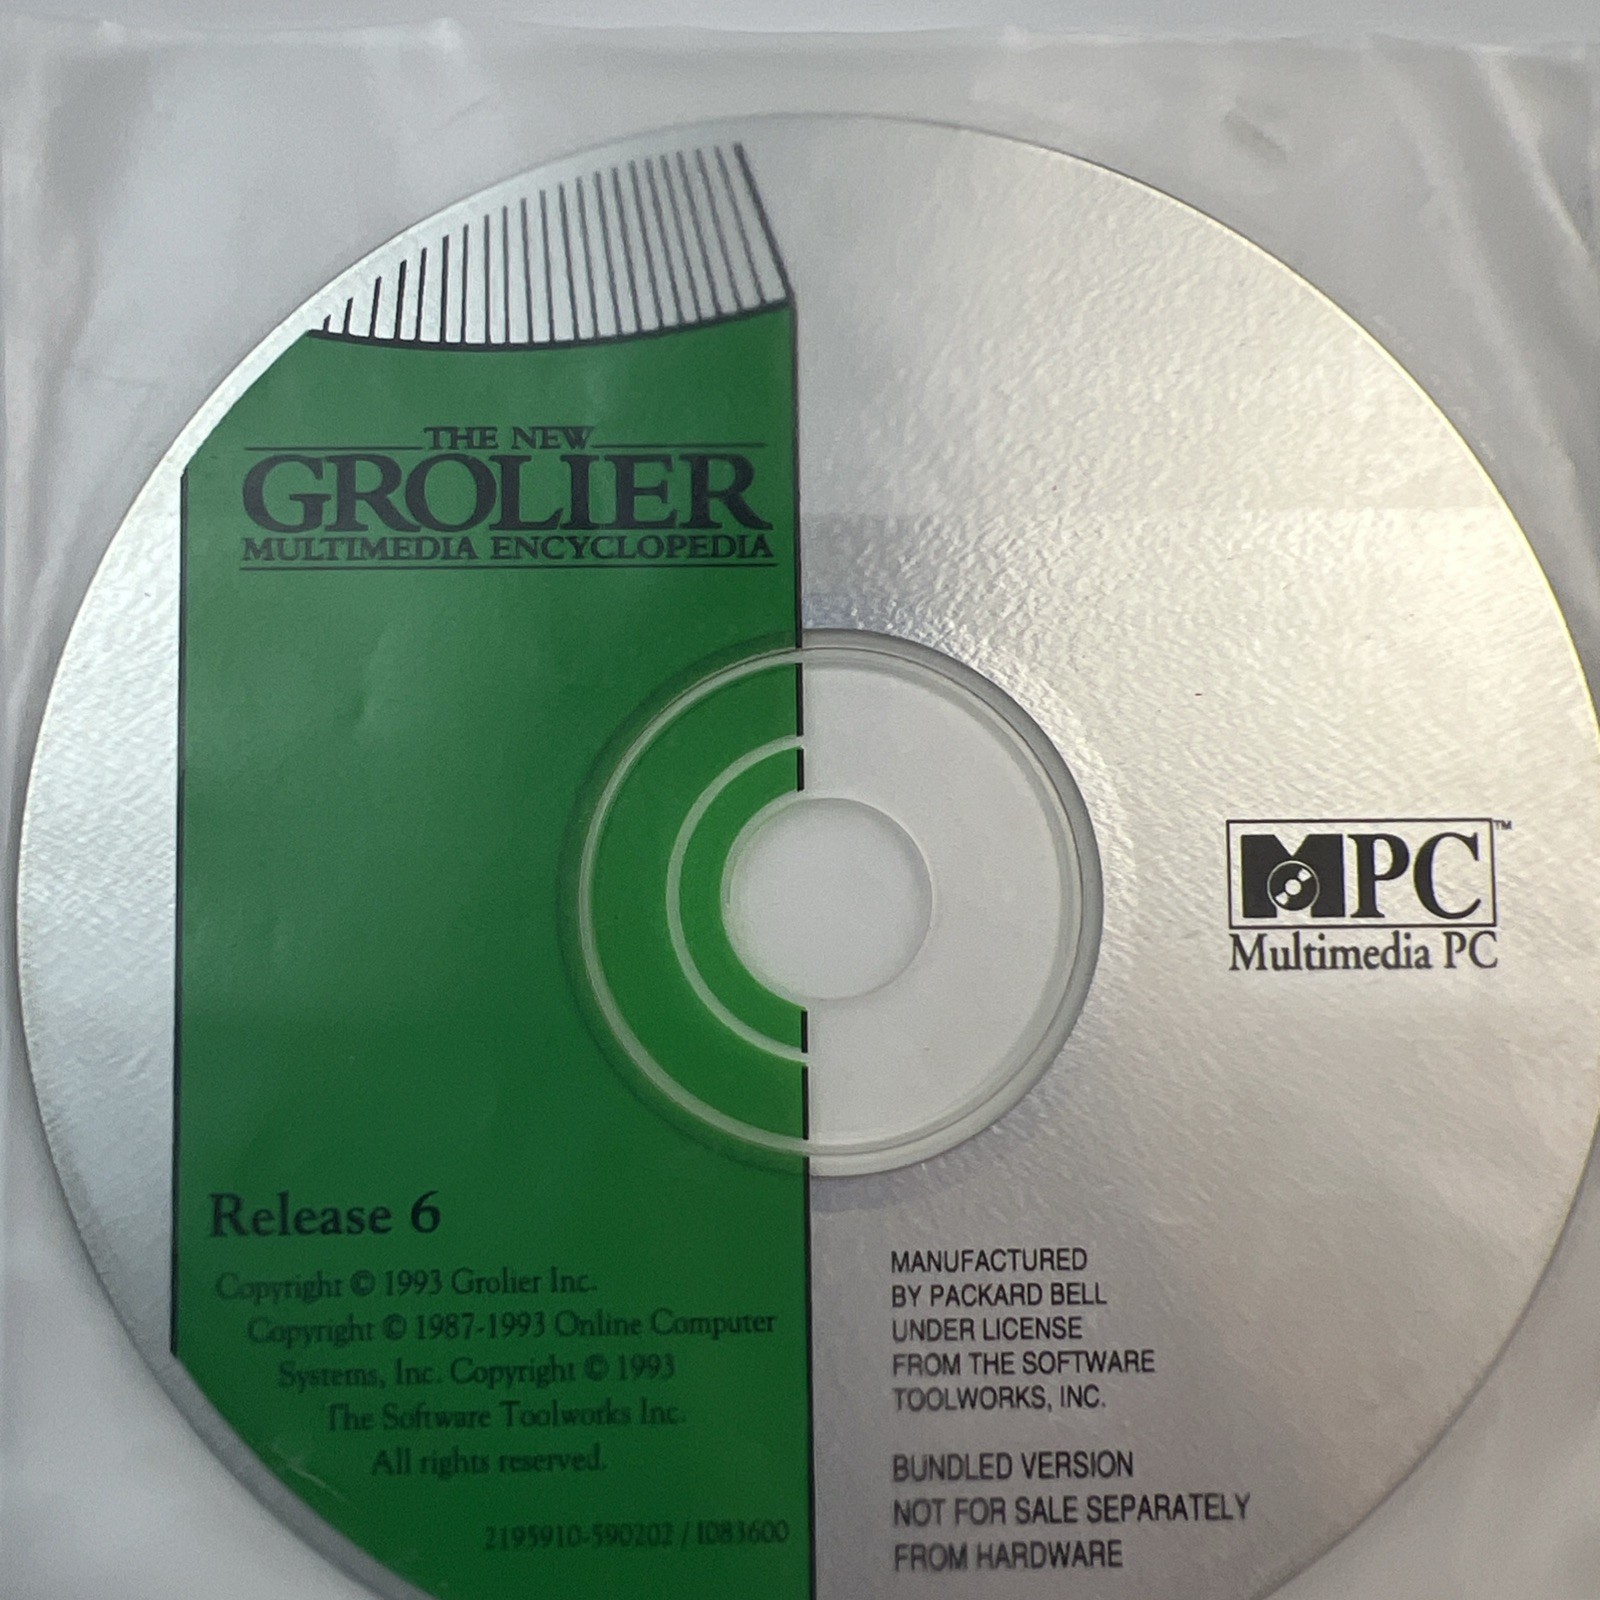 THE NEW
GROLIER
MULTIMEDIA ENCYCLOPEDIA
MPC™
Multimedia PC
Release 6
Copyright © 1993 Grolier Inc.
Copyright © 1987-1993 Online Computer
Systems, Inc. Copyright © 1993
The Software Toolworks Inc.
All rights reserved.
2195910-590202 / I083600
MANUFACTURED
BY PACKARD BELL
UNDER LICENSE
FROM THE SOFTWARE
TOOLWORKS, INC.
BUNDLED VERSION
NOT FOR SALE SEPARATELY
FROM HARDWARE